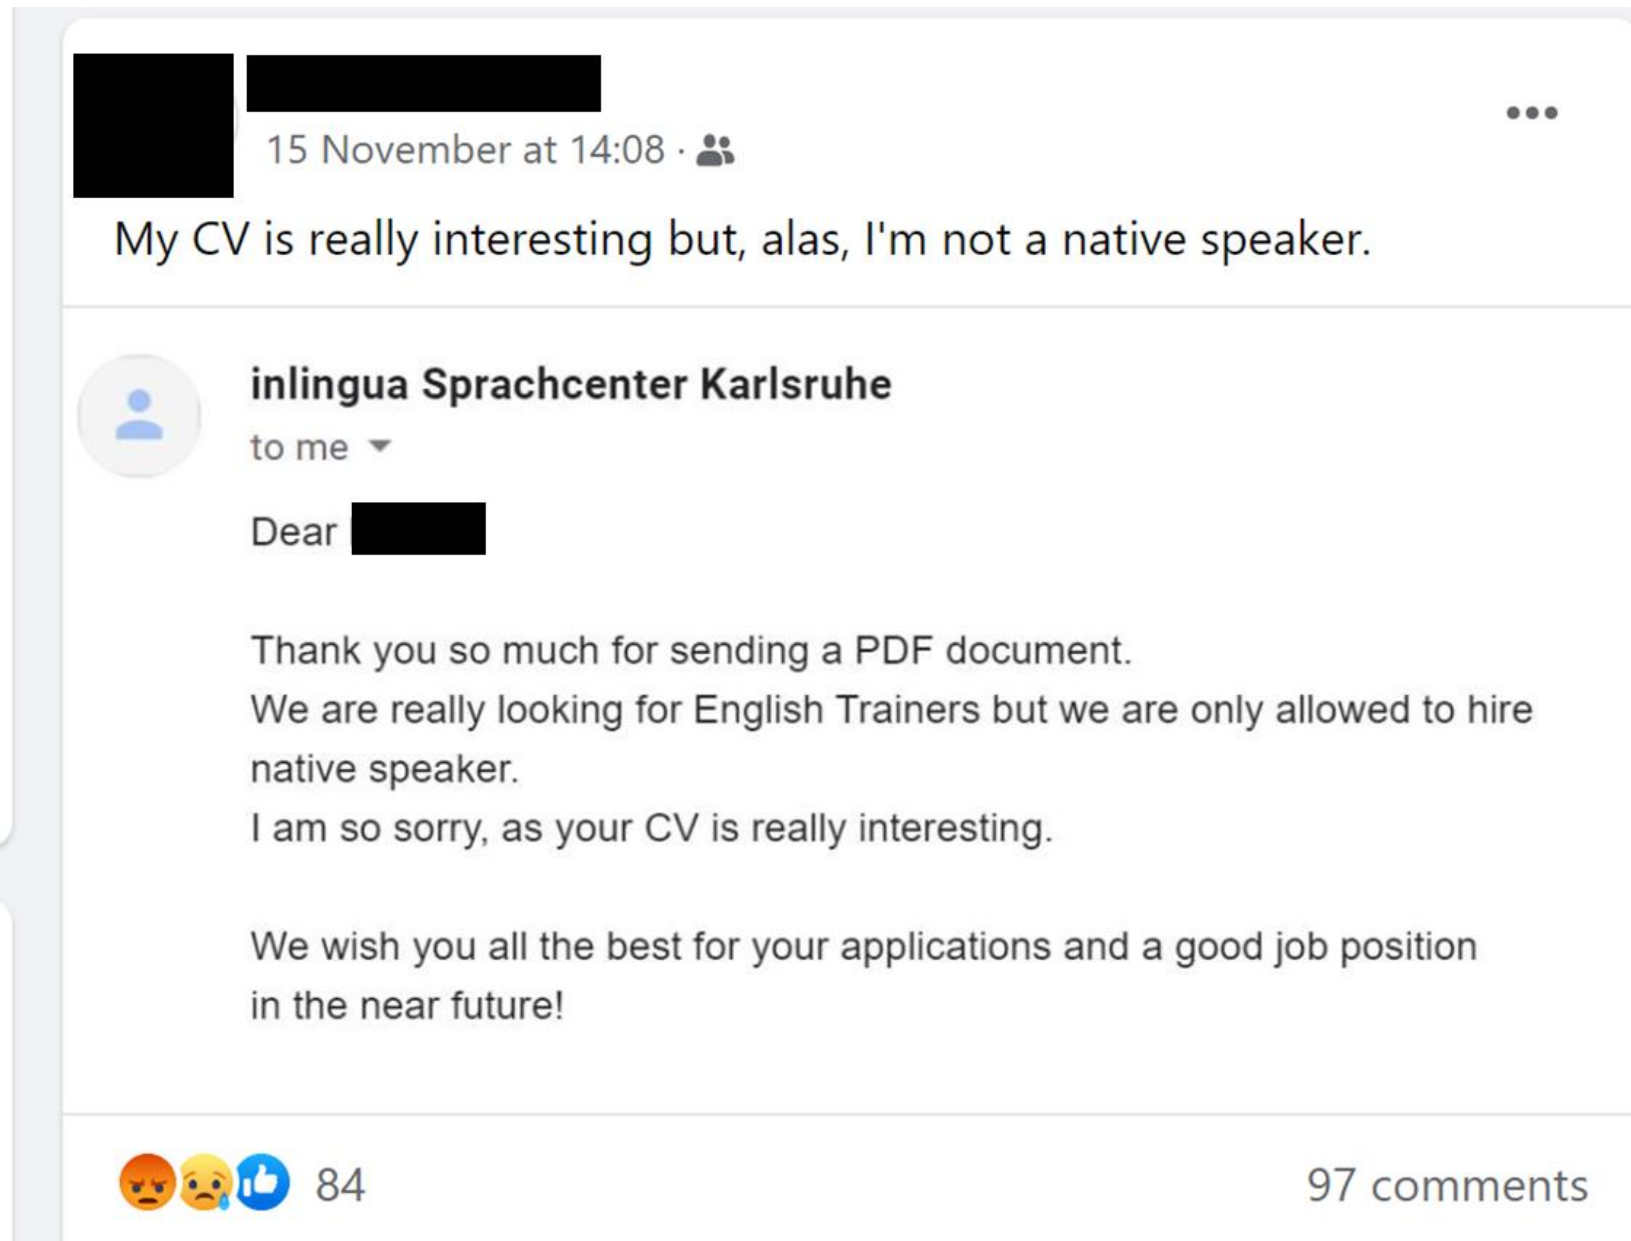 15 November at 14:08 ·
My CV is really interesting but, alas, I'm not a native speaker.
inlingua Sprachcenter Karlsruhe
to me
Dear
Thank you so much for sending a PDF document.
We are really looking for English Trainers but we are only allowed to hire
native speaker.
I am so sorry, as your CV is really interesting.
We wish you all the best for your applications and a good job position
in the near future!
84
97 comments